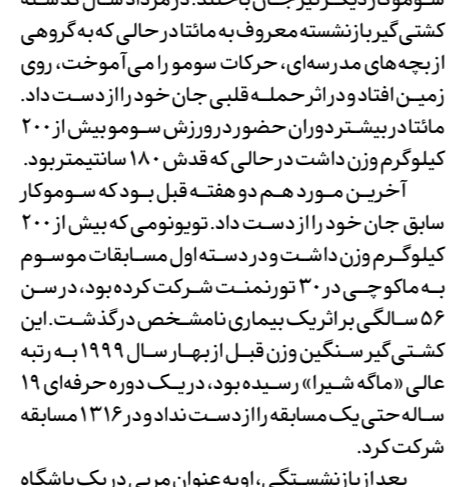 سوموکار دیگر نیز جان باختند. در مرداد سال گذشته
کشتی‌گیر بازنشسته معروف به مائتا در حالی که به گروهی
از بچه‌های مدرسه‌ای، حرکات سومو را می‌آموخت، روی
زمین افتاد و در اثر حمله قلبی جان خود را از دست داد.
مائتا در بیشتر دوران حضور در ورزش سومو بیش از ۲۰۰
کیلوگرم وزن داشت در حالی که قدش ۱۸۰ سانتیمتر بود.
آخرین مورد هم دو هفته قبل بود که سوموکار
سابق جان خود را از دست داد. تویونومی که بیش از ۲۰۰
کیلوگرم وزن داشت و در دسته اول مسابقات موسوم
به ماکوچی در ۳۰ تورنمنت شرکت کرده بود، در سن
۵۶ سالگی بر اثر یک بیماری نامشخص درگذشت. این
کشتی‌گیر سنگین وزن قبل از بهار سال ۱۹۹۹ به رتبه
عالی «ماگه شیرا» رسیده بود، در یک دوره حرفه‌ای ۱۹
ساله حتی یک مسابقه را از دست نداد و در ۱۳۱۶ مسابقه
شرکت کرد.
بعد از بازنشستگی، او به عنوان مربی در یک باشگاه